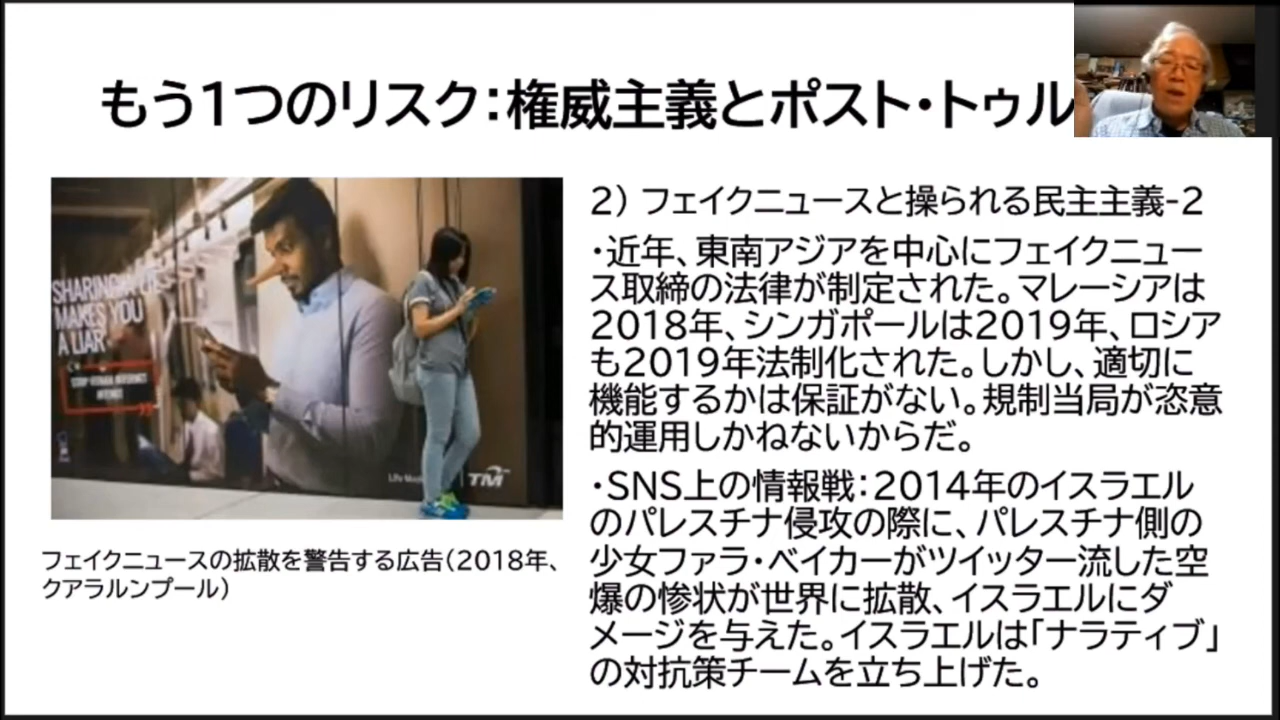 もう1つのリスク：権威主義とポスト・トゥル
SHARING LIES
MAKES YOU
A LIAR
TM
フェイクニュースの拡散を警告する広告（2018年、
クアラルンプール）
2） フェイクニュースと操られる民主主義-2
・近年、東南アジアを中心にフェイクニュー
ス取締の法律が制定された。マレーシアは
2018年、シンガポールは2019年、ロシア
も2019年法制化された。しかし、適切に
機能するかは保証がない。規制当局が恣意
的運用しかねないからだ。
・SNS上の情報戦：2014年のイスラエル
のパレスチナ侵攻の際に、パレスチナ側の
少女ファラ・ベイカーがツイッター流した空
爆の惨状が世界に拡散、イスラエルにダ
メージを与えた。イスラエルは「ナラティブ」
の対抗策チームを立ち上げた。